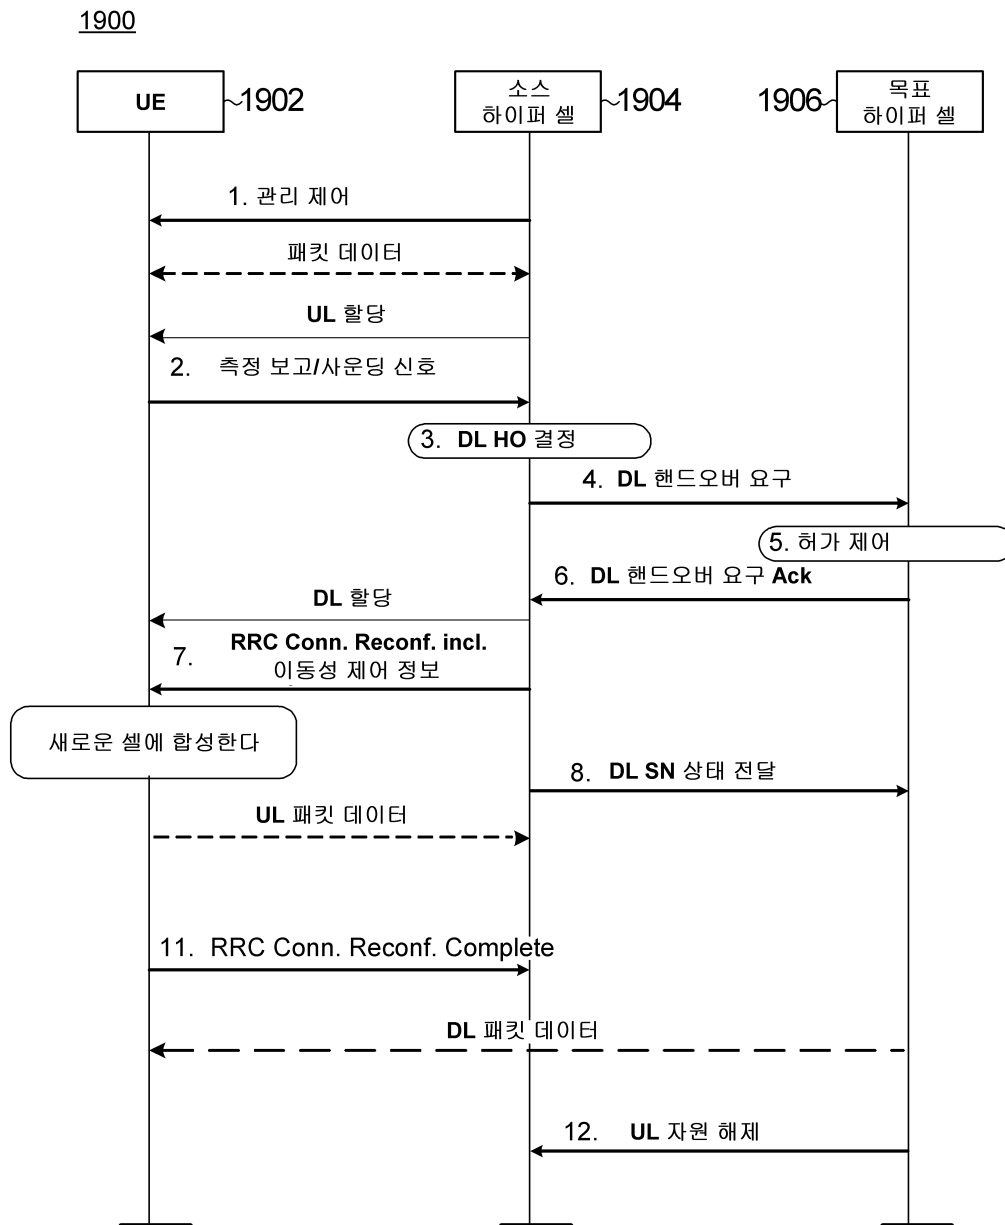 1900
UE
1902
소스
하이퍼 셀
1904
1906
목표
하이퍼 셀
1. 관리 제어
패킷 데이터
UL 할당
2. 측정 보고/사운딩 신호
3. DL HO 결정
4. DL 핸드오버 요구
5. 허가 제어
6. DL 핸드오버 요구 Ack
DL 할당
7. RRC Conn. Reconf. incl.
이동성 제어 정보
새로운 셀에 합성한다
8. DL SN 상태 전달
UL 패킷 데이터
11. RRC Conn. Reconf. Complete
DL 패킷 데이터
12. UL 자원 해제